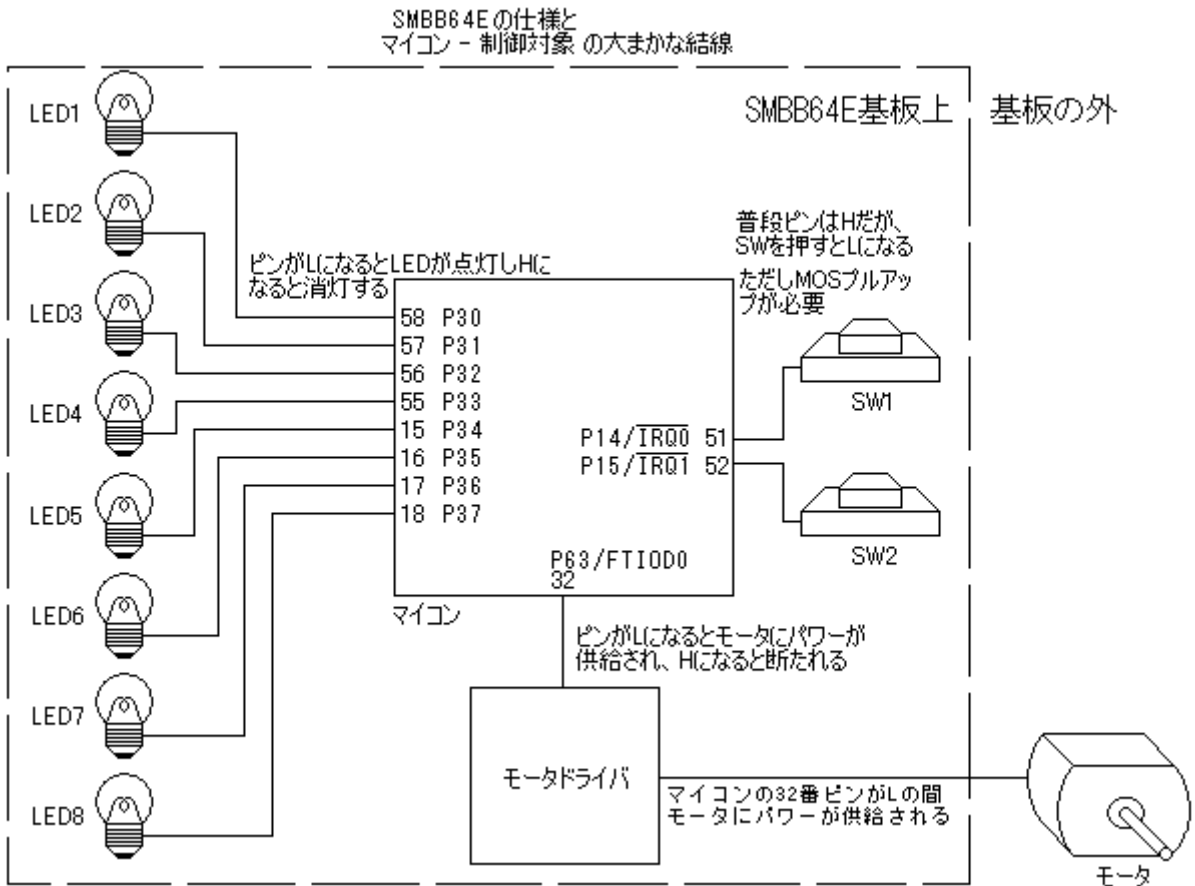 SMBB64Eの仕様と
マイコン - 制御対象 の大まかな結線
SMBB64E基板上
基板の外
LED1
LED2
LED3
LED4
LED5
LED6
LED7
LED8
ピンがLになるとLEDが点灯しHに
なると消灯する
普段ピンはHだが、
SWを押すとLになる
ただしMOSプルアッ
プが必要
58 P30
57 P31
56 P32
55 P33
15 P34
16 P35
17 P36
18 P37
P14/IRQ0 51
P15/IRQ1 52
SW1
SW2
P63/FTIOD0
32
マイコン
ピンがLになるとモータにパワーが
供給され、Hになると断たれる
モータドライバ
マイコンの32番ピンがLの間
モータにパワーが供給される
モータ